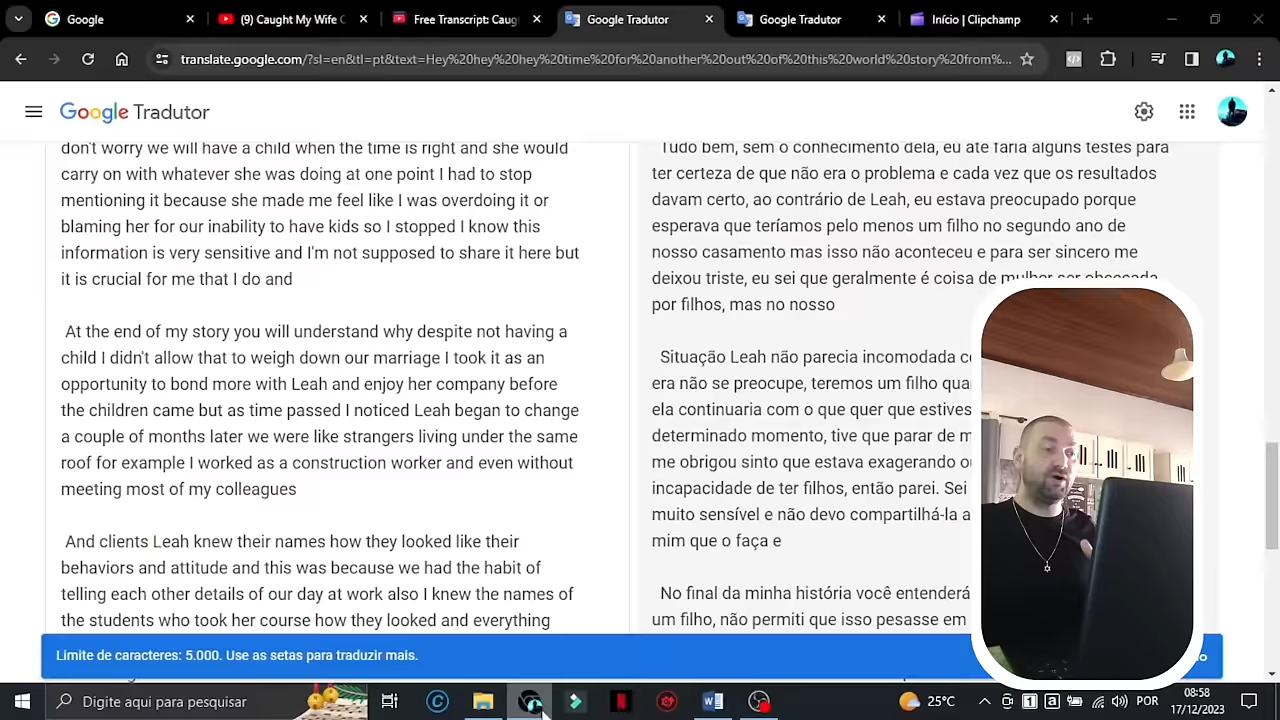 Google
(9) Caught My Wife C
Free Transcript: Caug
Google Tradutor
Google Tradutor
Início | Clipchamp
translate.google.com/?sl=en&tl=pt&text=Hey%20hey%20hey%20time%20for%20another%20out%20of%20this%20world%20story%20from%...
Google Tradutor
don't worry we will have a child when the time is right and she would
carry on with whatever she was doing at one point I had to stop
mentioning it because she made me feel like I was overdoing it or
blaming her for our inability to have kids so I stopped I know this
information is very sensitive and I'm not supposed to share it here but
it is crucial for me that I do and
At the end of my story you will understand why despite not having a
child I didn't allow that to weigh down our marriage I took it as an
opportunity to bond more with Leah and enjoy her company before
the children came but as time passed I noticed Leah began to change
a couple of months later we were like strangers living under the same
roof for example I worked as a construction worker and even without
meeting most of my colleagues
And clients Leah knew their names how they looked like their
behaviors and attitude and this was because we had the habit of
telling each other details of our day at work also I knew the names of
the students who took her course how they looked and everything
Tudo bem, sem o conhecimento dela, eu até faria alguns testes para
ter certeza de que não era o problema e cada vez que os resultados
davam certo, ao contrário de Leah, eu estava preocupado porque
esperava que teríamos pelo menos um filho no segundo ano de
nosso casamento mas isso não aconteceu e para ser sincero me
deixou triste, eu sei que geralmente é coisa de mulher ser obcecada
por filhos, mas no nosso
Situação Leah não parecia incomodada
era não se preocupe, teremos um filho
ela continuaria com o que quer que
determinado momento, tive que parar de
me obrigou sinto que estava exagerando
incapacidade de ter filhos, então parei. Sei
muito sensível e não devo compartilhá-la
mim que o faça e
No final da minha história você entenderá
um filho, não permiti que isso pesasse em
Limite de caracteres: 5.000. Use as setas para traduzir mais.
Digite aqui para pesquisar
25°C
POR
08:58
17/12/2023